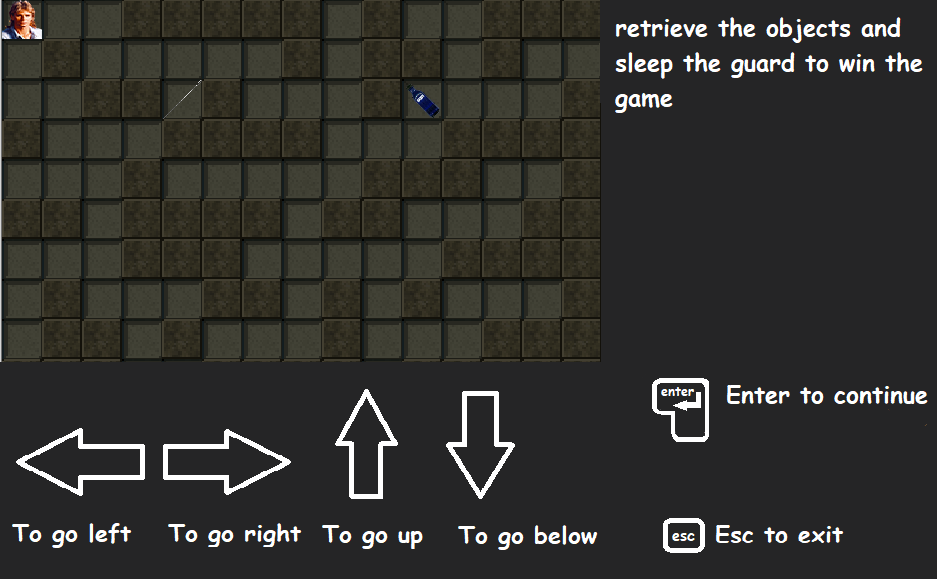 retrieve the objects and
sleep the guard to win the
game
enter
Enter to continue
To go left
To go right
To go up
To go below
esc
Esc to exit